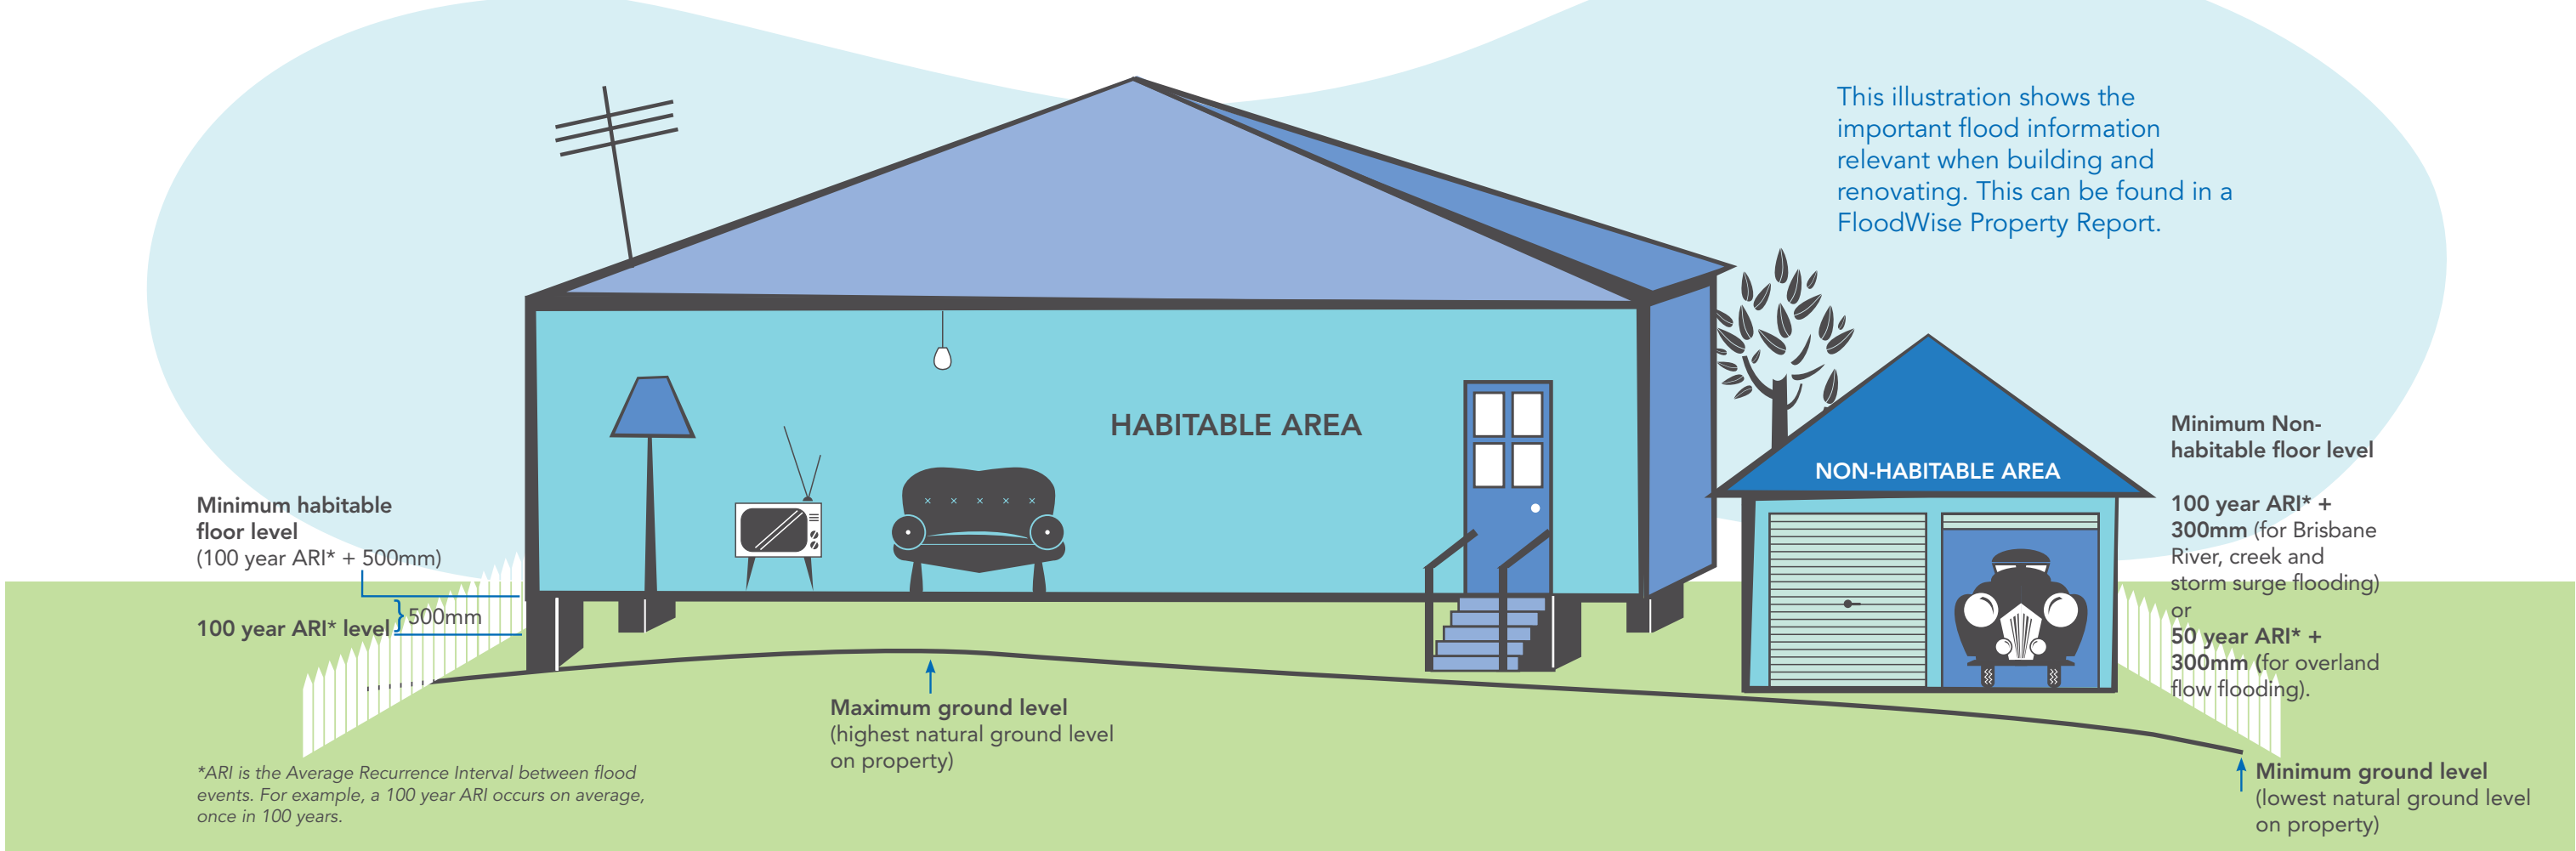 This illustration shows the
important flood information
relevant when building and
renovating. This can be found in a
FloodWise Property Report.
HABITABLE AREA
NON-HABITABLE AREA
Minimum habitable
floor level
(100 year ARI* + 500mm)
500mm
100 year ARI* level
Minimum Non-
habitable floor level
100 year ARI* +
300mm (for Brisbane
River, creek and
storm surge flooding)
or
50 year ARI* +
300mm (for overland
flow flooding).
Maximum ground level
(highest natural ground level
on property)
*ARI is the Average Recurrence Interval between flood
events. For example, a 100 year ARI occurs on average,
once in 100 years.
Minimum ground level
(lowest natural ground level
on property)